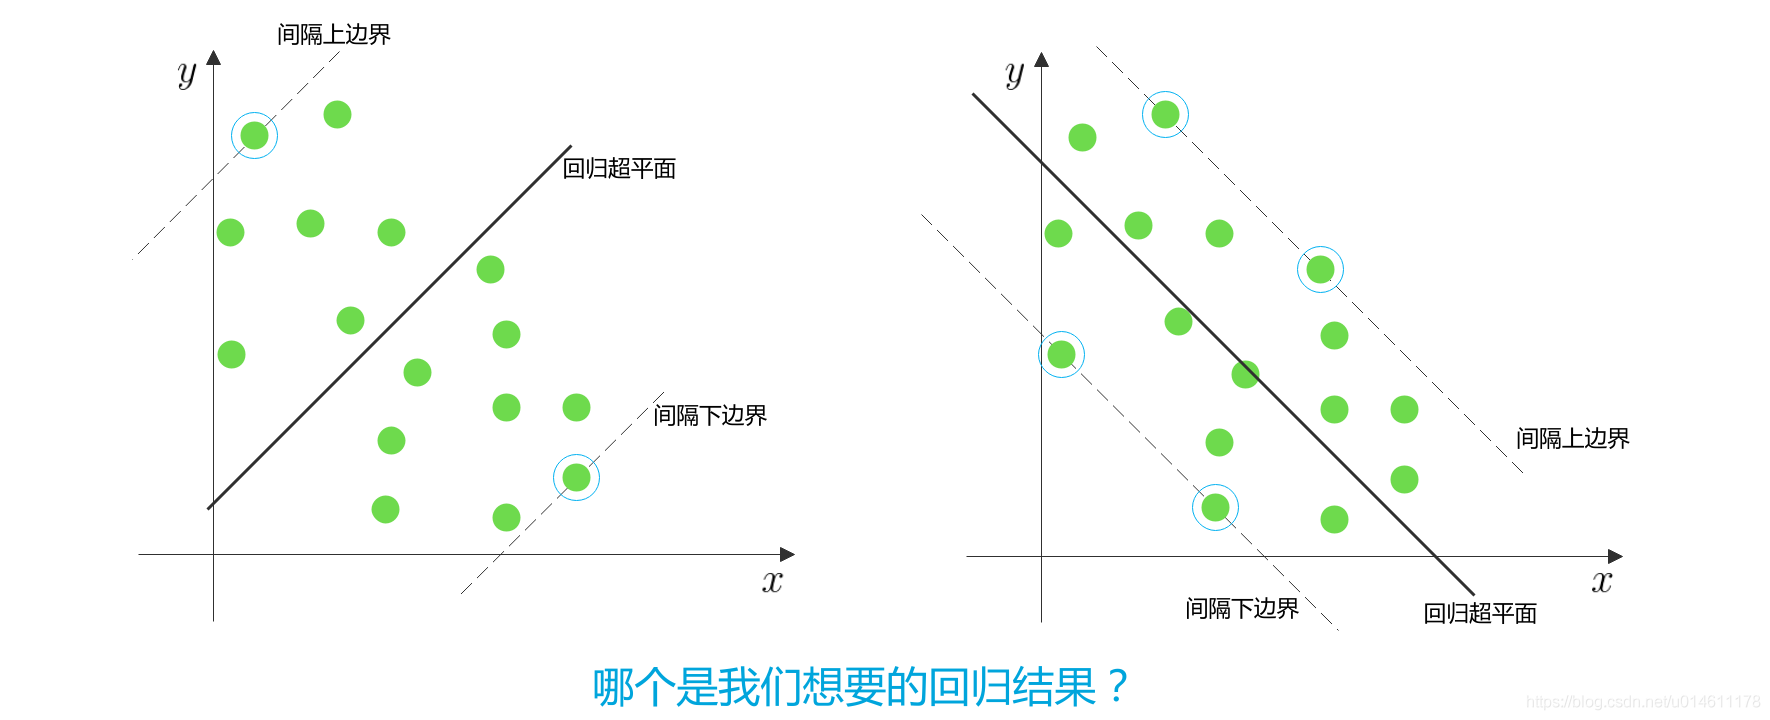 间隔上边界
y
回归超平面
间隔下边界
x
y
间隔上边界
间隔下边界
x
回归超平面
哪个是我们想要的回归结果？
https://blog.csdn.net/u014611178